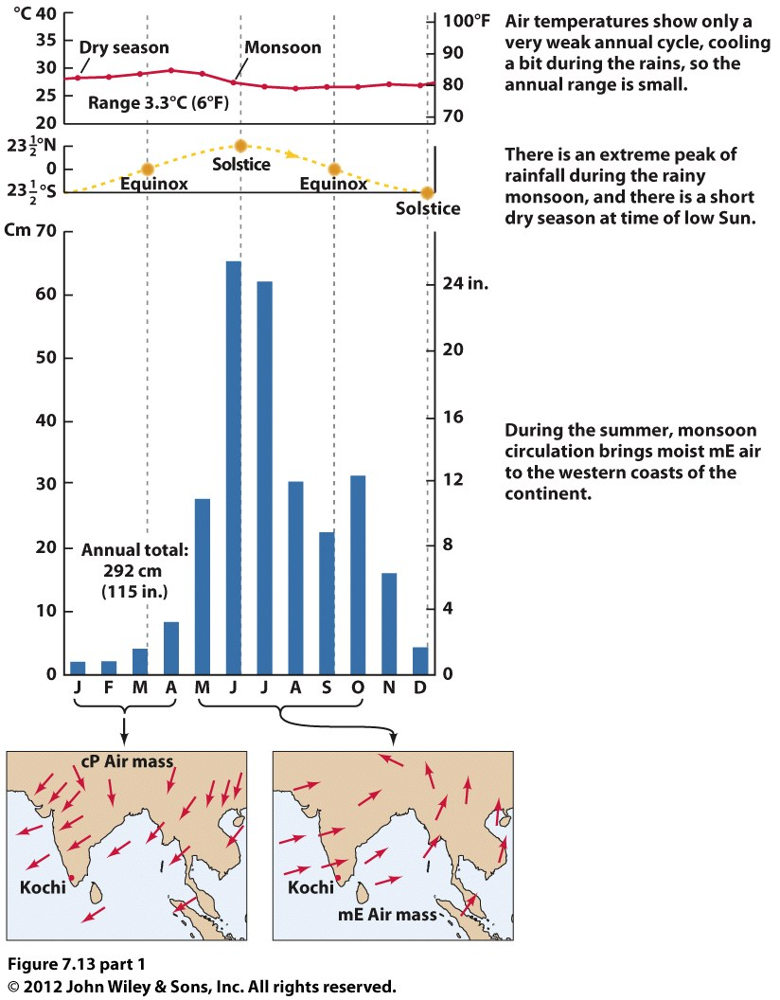 °C 40
35
30
25
20
100°F
90
80
70
Dry season
Monsoon
Range 3.3°C (6°F)
Air temperatures show only a
very weak annual cycle, cooling
a bit during the rains, so the
annual range is small.
23½°N
0
23½°S
Equinox
Solstice
Equinox
Solstice
There is an extreme peak of
rainfall during the rainy
monsoon, and there is a short
dry season at time of low Sun.
Cm 70
60
50
40
30
20
10
0
24 in.
20
16
12
8
4
0
Annual total:
292 cm
(115 in.)
During the summer, monsoon
circulation brings moist mE air
to the western coasts of the
continent.
J F M A M J J A S O N D
cP Air mass
Kochi
Kochi
mE Air mass
Figure 7.13 part 1
© 2012 John Wiley & Sons, Inc. All rights reserved.